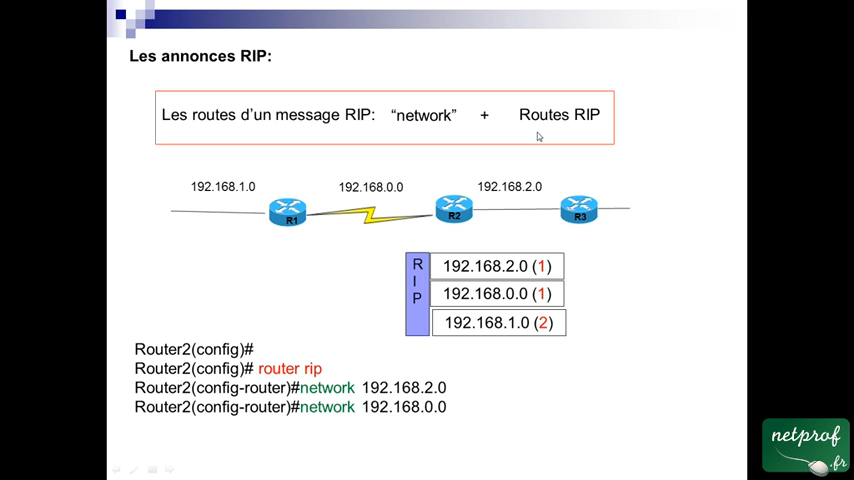 Les annonces RIP:
Les routes d'un message RIP: “network” + Routes RIP
192.168.1.0 192.168.0.0 192.168.2.0
R1 R2 R3
RIP
192.168.2.0 (1)
192.168.0.0 (1)
192.168.1.0 (2)
Router2(config)#
Router2(config)# router rip
Router2(config-router)#network 192.168.2.0
Router2(config-router)#network 192.168.0.0
netprof
.fr